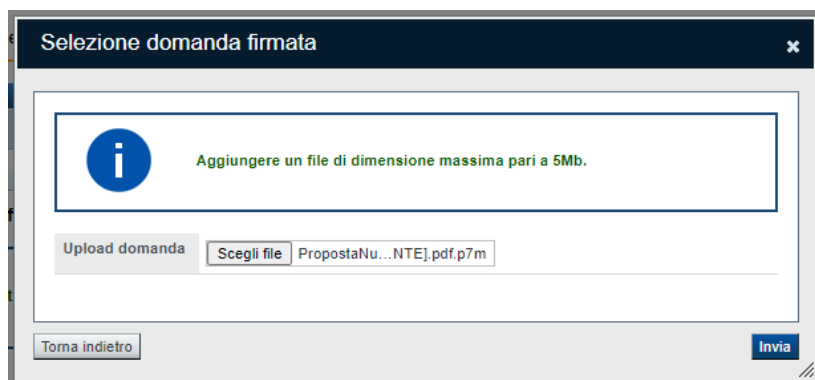 Selezione domanda firmata
Aggiungere un file di dimensione massima pari a 5Mb.
Upload domanda Scegli file PropostaNu...NTE].pdf.p7m
Torna indietro Invia